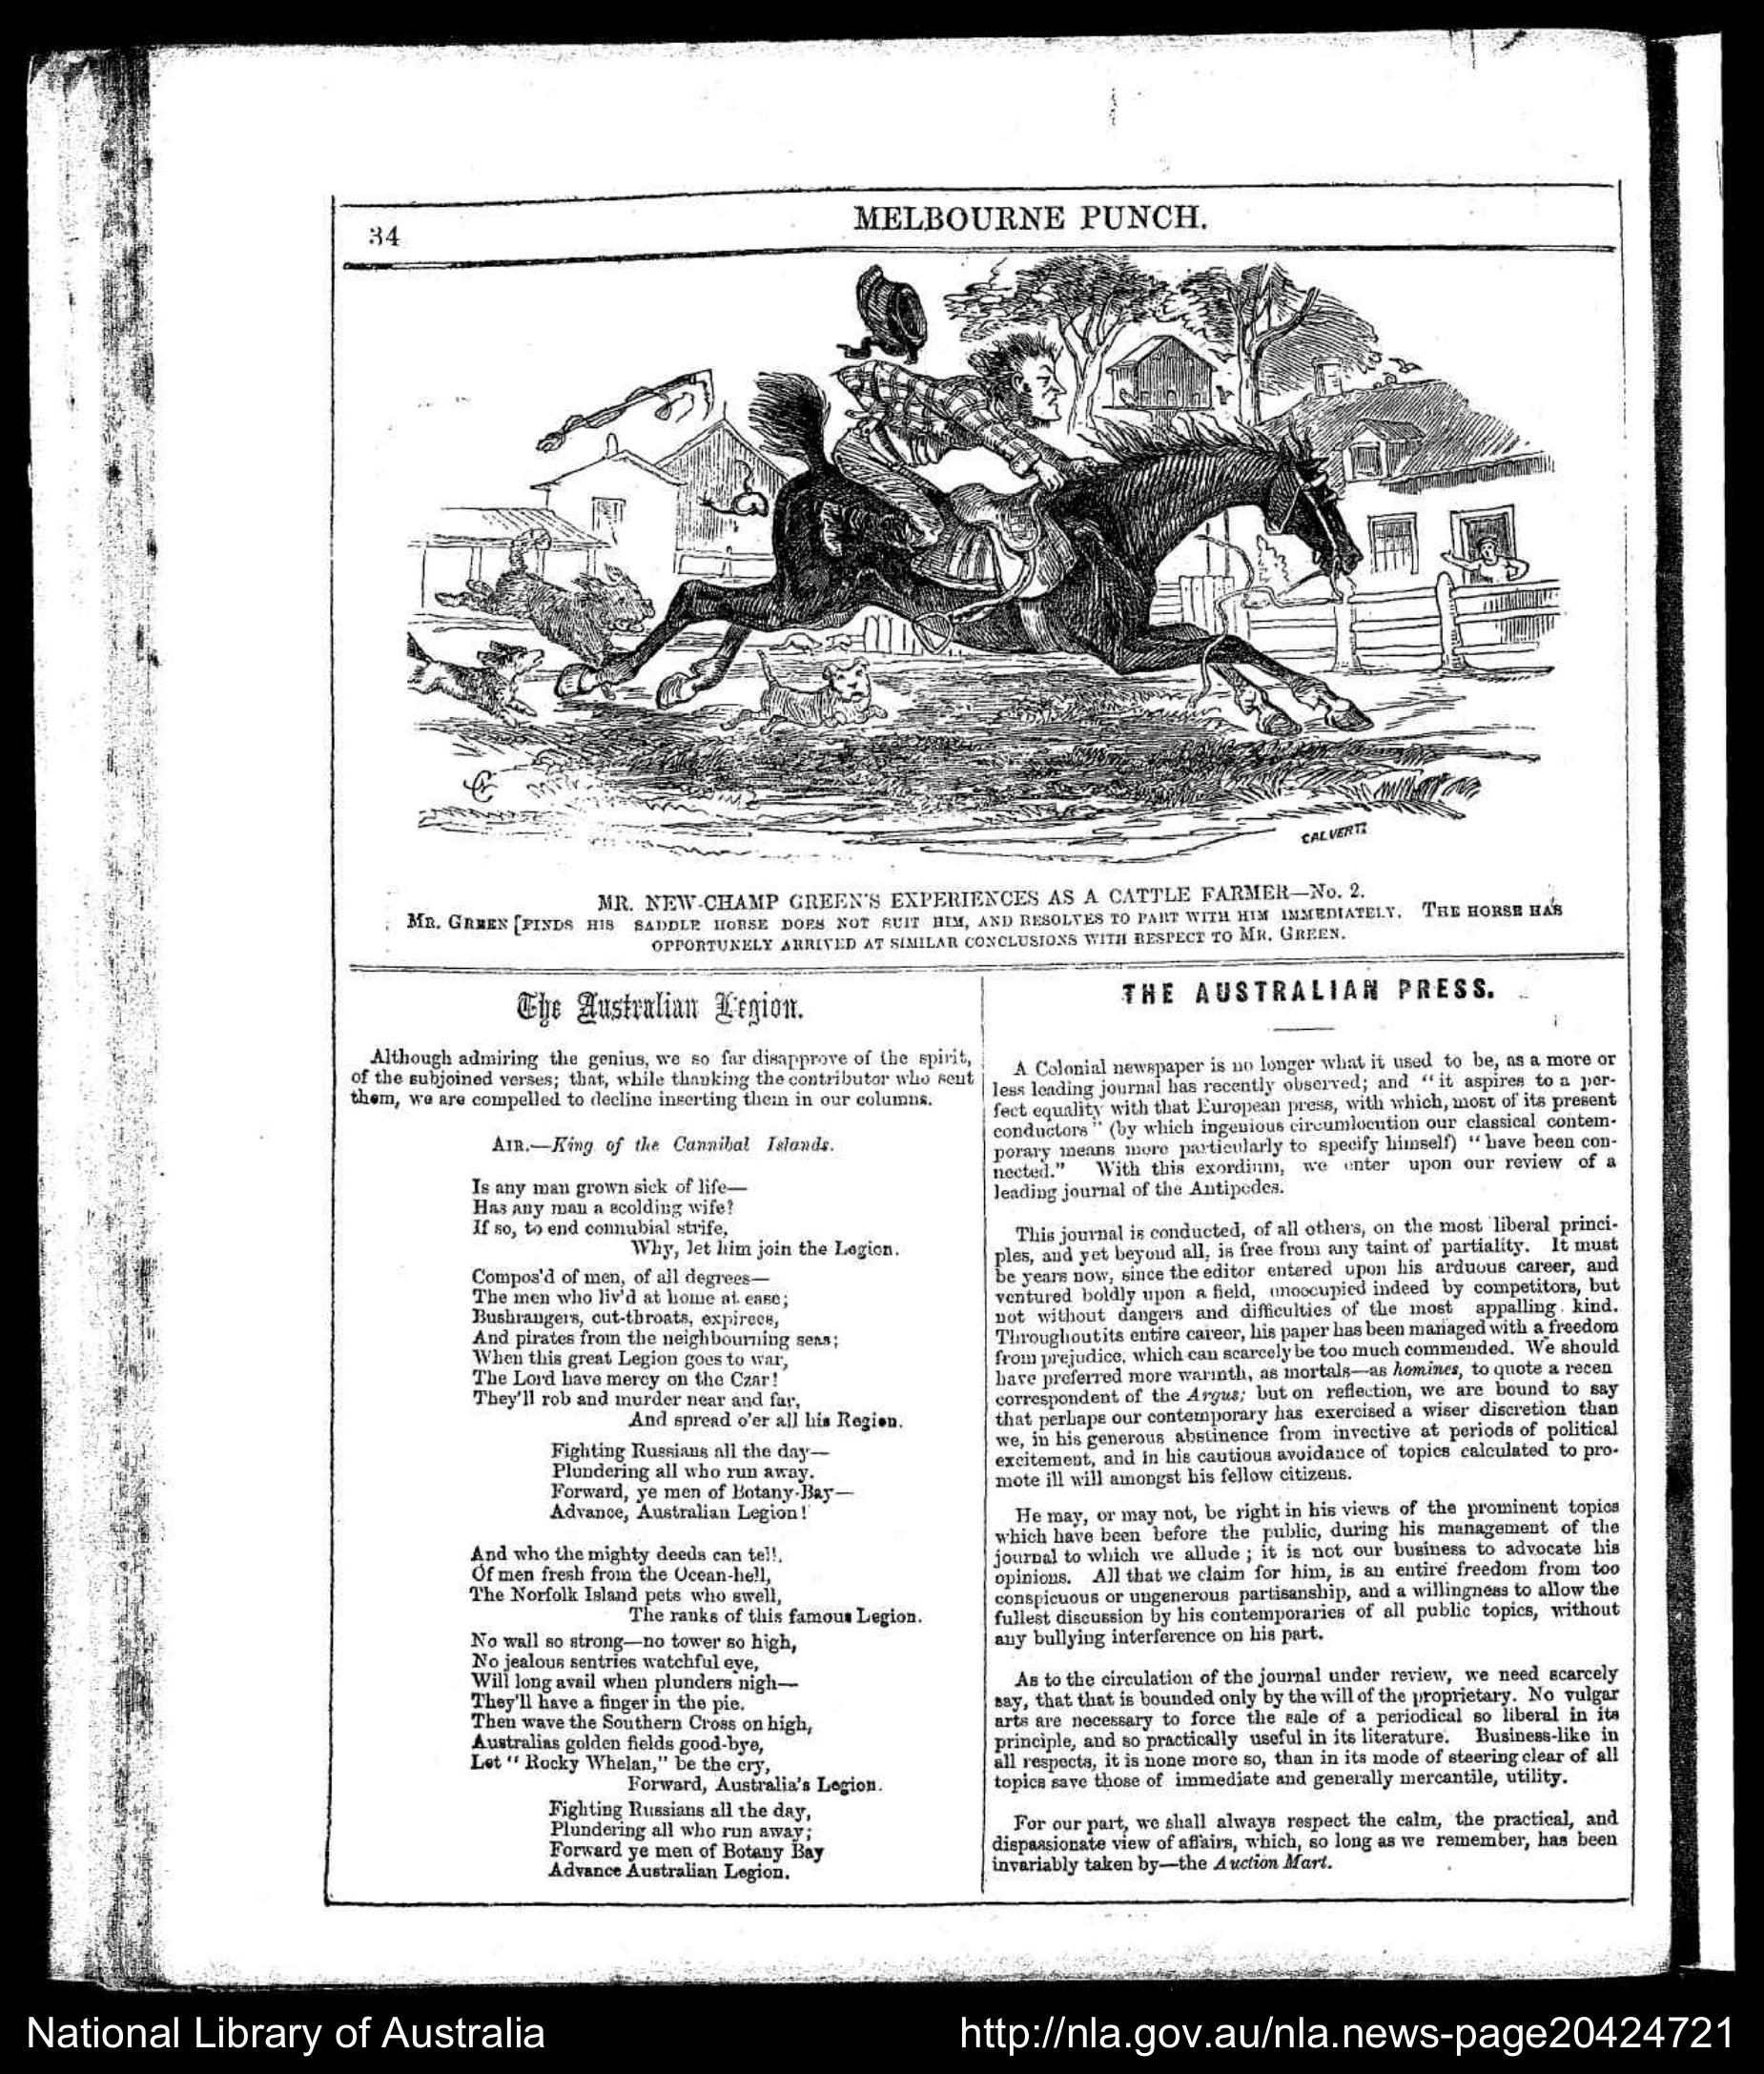 34
MELBOURNE PUNCH.
CALVERT
MR. NEW-CHAMP GREEN'S EXPERIENCES AS A CATTLE FARMER—No. 2.
MR. GREEN [FINDS HIS SADDLE HORSE DOES NOT SUIT HIM, AND RESOLVES TO PART WITH HIM IMMEDIATELY. THE HORSE HAS
OPPORTUNELY ARRIVED AT SIMILAR CONCLUSIONS WITH RESPECT TO MR. GREEN.
The Australian Legion.
Although admiring the genius, we so far disapprove of the spirit,
of the subjoined verses; that, while thanking the contributor who sent
them, we are compelled to decline inserting them in our columns.
AIR.—King of the Cannibal Islands.
Is any man grown sick of life—
Has any man a scolding wife?
If so, to end connubial strife,
Why, let him join the Legion.
Compos'd of men, of all degrees—
The men who liv'd at home at ease;
Bushrangers, cut-throats, expirees,
And pirates from the neighbourning seas;
When this great Legion goes to war,
The Lord have mercy on the Czar!
They'll rob and murder near and far,
And spread o'er all his Region.
Fighting Russians all the day—
Plundering all who run away.
Forward, ye men of Botany-Bay—
Advance, Australian Legion!
And who the mighty deeds can tell,
Of men fresh from the Ocean-hell,
The Norfolk Island pets who swell,
The ranks of this famous Legion.
No wall so strong—no tower so high,
No jealous sentries watchful eye,
Will long avail when plunders nigh—
They'll have a finger in the pie.
Then wave the Southern Cross on high,
Australias golden fields good-bye,
Let "Rocky Whelan," be the cry,
Forward, Australia's Legion.
Fighting Russians all the day,
Plundering all who run away;
Forward ye men of Botany Bay
Advance Australian Legion.
THE AUSTRALIAN PRESS.
A Colonial newspaper is no longer what it used to be, as a more or
less leading journal has recently observed; and "it aspires to a per-
fect equality with that European press, with which, most of its present
conductors" (by which ingenious circumlocution our classical contem-
porary means more particularly to specify himself) "have been con-
nected." With this exordium, we enter upon our review of a
leading journal of the Antipodes.
This journal is conducted, of all others, on the most liberal princi-
ples, and yet beyond all, is free from any taint of partiality. It must
be years now, since the editor entered upon his arduous career, and
ventured boldly upon a field, unoocupied indeed by competitors, but
not without dangers and difficulties of the most appalling kind.
Throughout its entire career, his paper has been managed with a freedom
from prejudice, which can scarcely be too much commended. We should
have preferred more warmth, as mortals—as homines, to quote a recen
correspondent of the Argus; but on reflection, we are bound to say
that perhaps our contemporary has exercised a wiser discretion than
we, in his generous abstinence from invective at periods of political
excitement, and in his cautious avoidance of topics calculated to pro-
mote ill will amongst his fellow citizens.
He may, or may not, be right in his views of the prominent topics
which have been before the public, during his management of the
journal to which we allude; it is not our business to advocate his
opinions. All that we claim for him, is an entire freedom from too
conspicuous or ungenerous partisanship, and a willingness to allow the
fullest discussion by his contemporaries of all public topics, without
any bullying interference on his part.
As to the circulation of the journal under review, we need scarcely
say, that that is bounded only by the will of the proprietary. No vulgar
arts are necessary to force the sale of a periodical so liberal in its
principle, and so practically useful in its literature. Business-like in
all respects, it is none more so, than in its mode of steering clear of all
topics save those of immediate and generally mercantile, utility.
For our part, we shall always respect the calm, the practical, and
dispassionate view of affairs, which, so long as we remember, has been
invariably taken by—the Auction Mart.
National Library of Australia
http://nla.gov.au/nla.news-page20424721